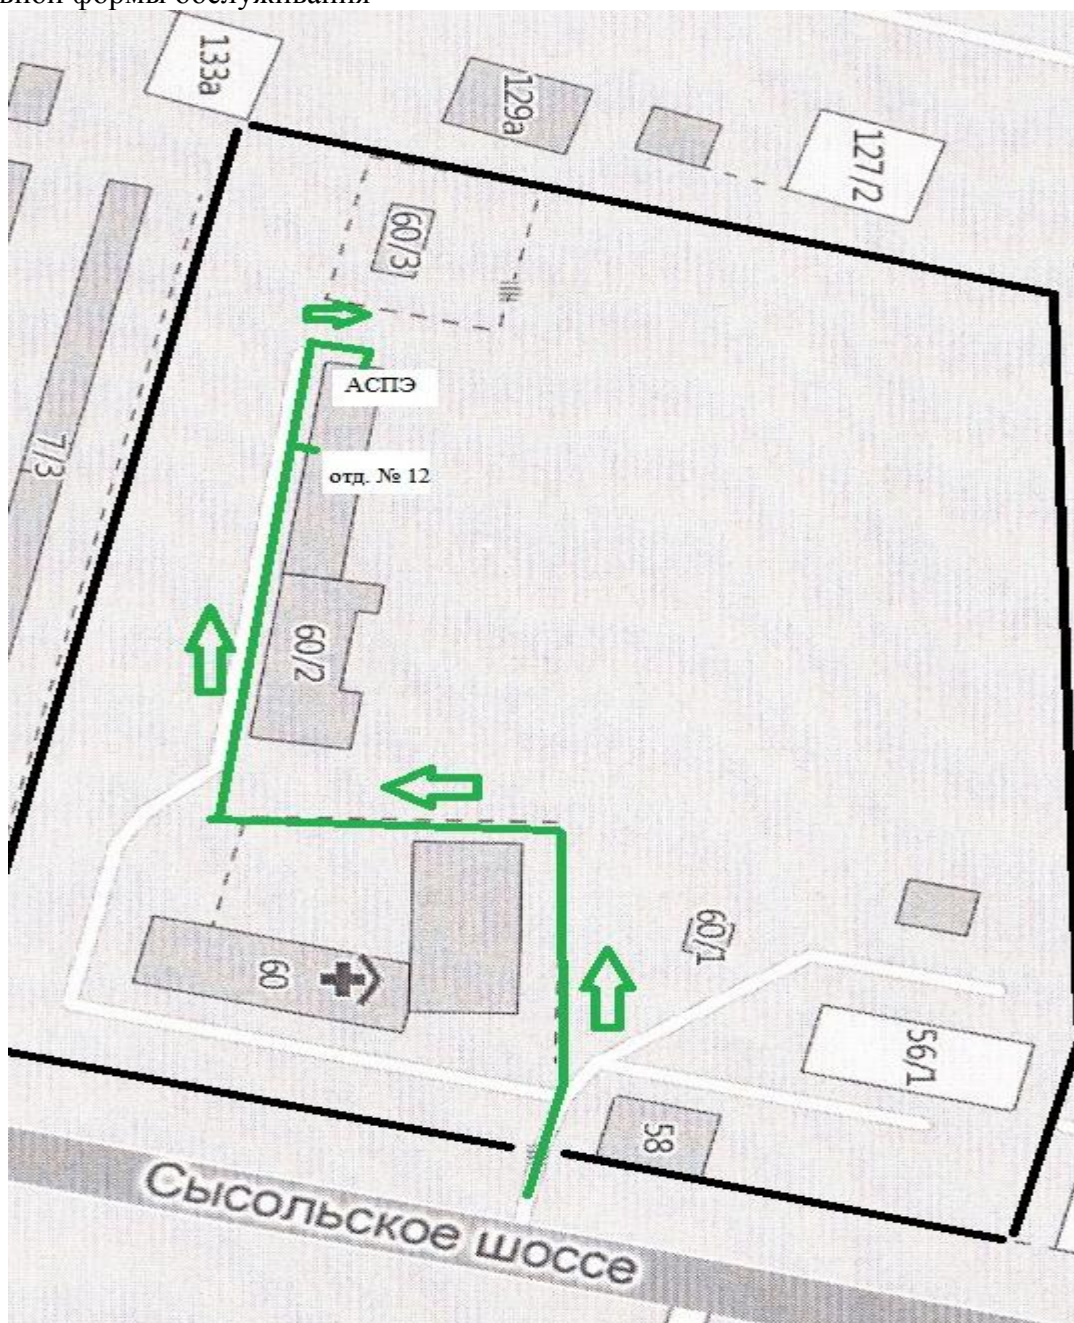 формы обслуживания
133а
129а
127/2
60/3
АСПЭ
7/3
отд. № 12
60/2
60/1
60
56/1
58
Сысольское шоссе